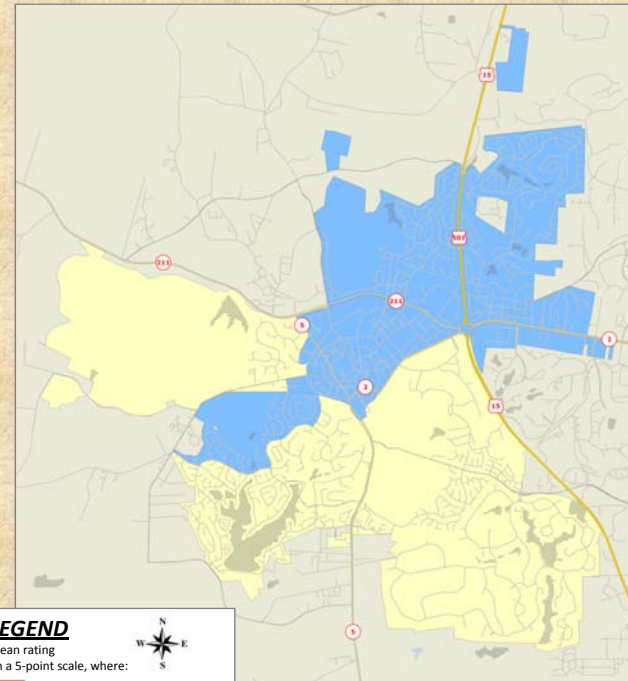 15
501
211
211
5
2
2
15
5
EGEND
ean rating
n a 5-point scale, where:
N
W E
S